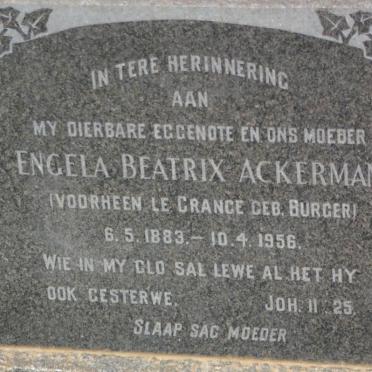 IN TERE HERINNERING
AAN
MY DIERBARE EGGENOTE EN ONS MOEDER
ENGELA BEATRIX ACKERMAN
(VOORHEEN LE GRANGE GEB. BURGER)
6.5.1883.–10.4.1956.
WIE IN MY GLO SAL LEWE AL HET HY
OOK GESTERWE. JOH. 11:25.
SLAAP SAG MOEDER